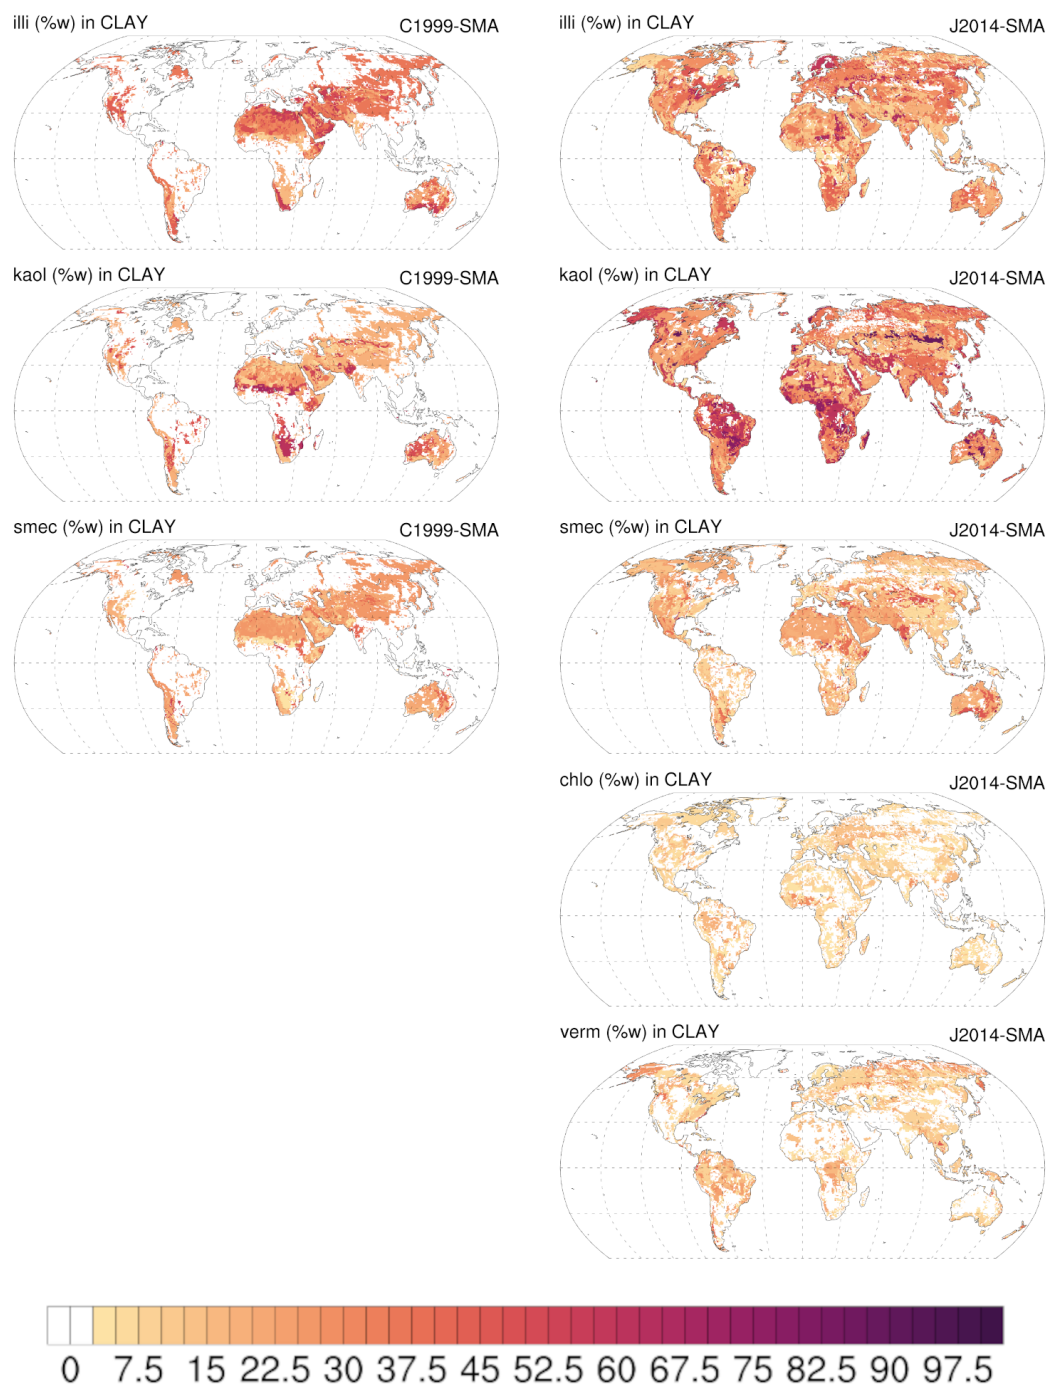 illi (%w) in CLAY C1999-SMA
illi (%w) in CLAY J2014-SMA
kaol (%w) in CLAY C1999-SMA
kaol (%w) in CLAY J2014-SMA
smec (%w) in CLAY C1999-SMA
smec (%w) in CLAY J2014-SMA
chlo (%w) in CLAY J2014-SMA
verm (%w) in CLAY J2014-SMA
0 7.5 15 22.5 30 37.5 45 52.5 60 67.5 75 82.5 90 97.5